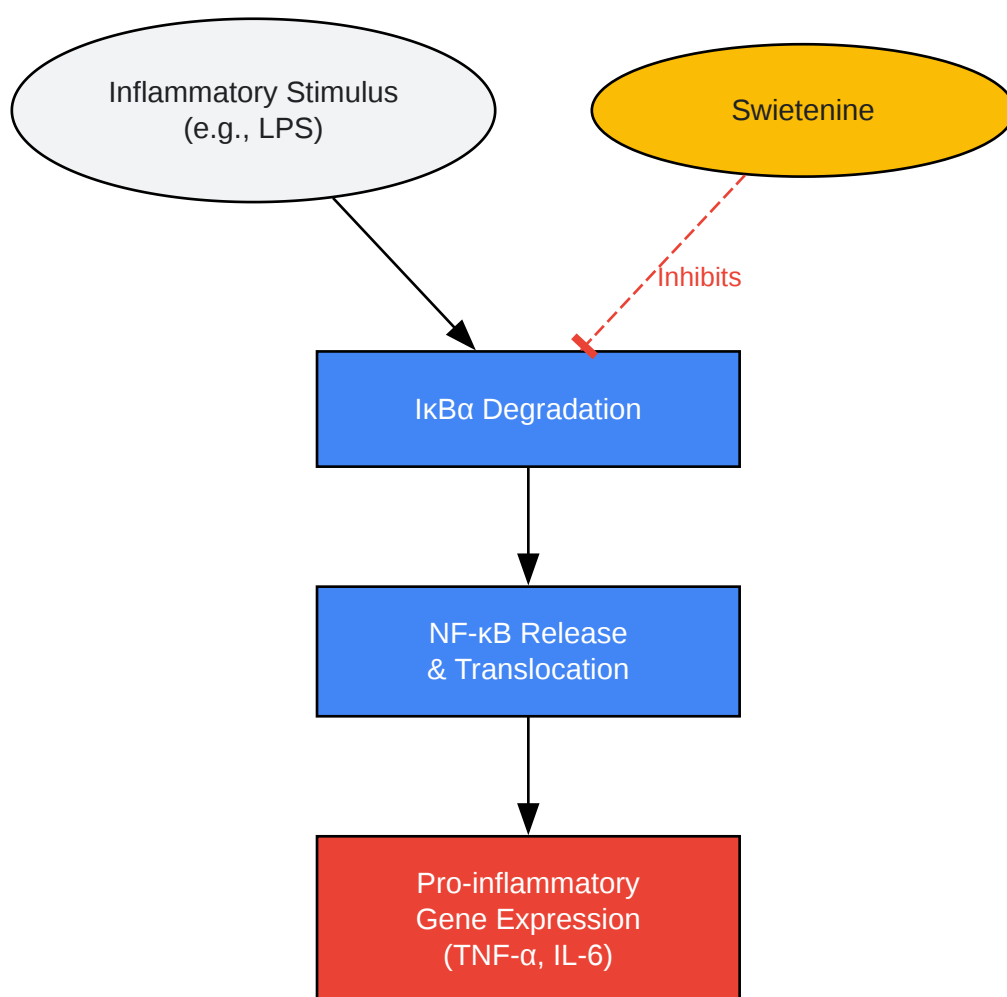 Inflammatory Stimulus
(e.g., LPS)
Swietenine
Inhibits
IκBα Degradation
NF-κB Release
& Translocation
Pro-inflammatory
Gene Expression
(TNF-α, IL-6)